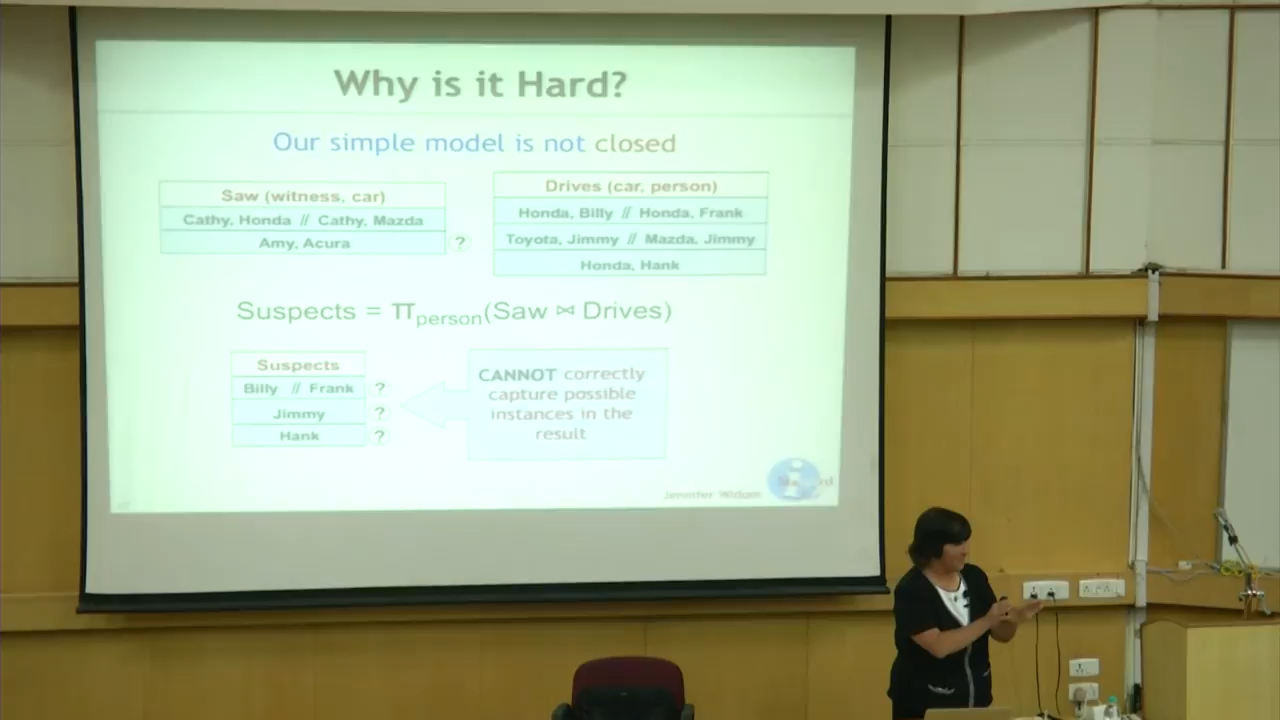 Why is it Hard?
Our simple model is not closed
Saw (witness, car)
Cathy, Honda // Cathy, Mazda
Amy, Acura ?
Drives (car, person)
Honda, Billy // Honda, Frank
Toyota, Jimmy // Mazda, Jimmy
Honda, Hank
Suspects = πperson(Saw ⋈ Drives)
Suspects
Billy // Frank ?
Jimmy ?
Hank ?
CANNOT correctly
capture possible
instances in the
result
Jennifer Widom